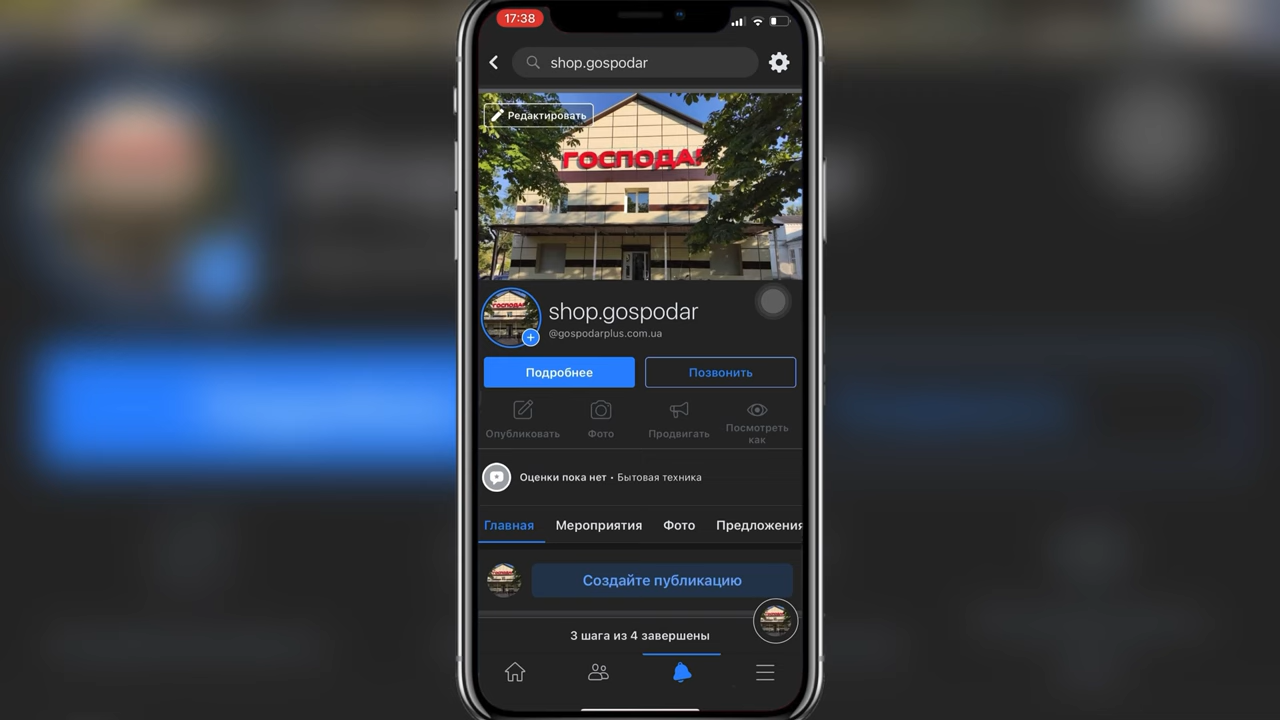 17:38
shop.gospodar
Редактировать
ГОСПОДАР
shop.gospodar
@gospodarplus.com.ua
Подробнее
Позвонить
Опубликовать
Фото
Продвигать
Посмотреть
как
Оценки пока нет • Бытовая техника
Главная
Мероприятия
Фото
Предложения
Создайте публикацию
3 шага из 4 завершены